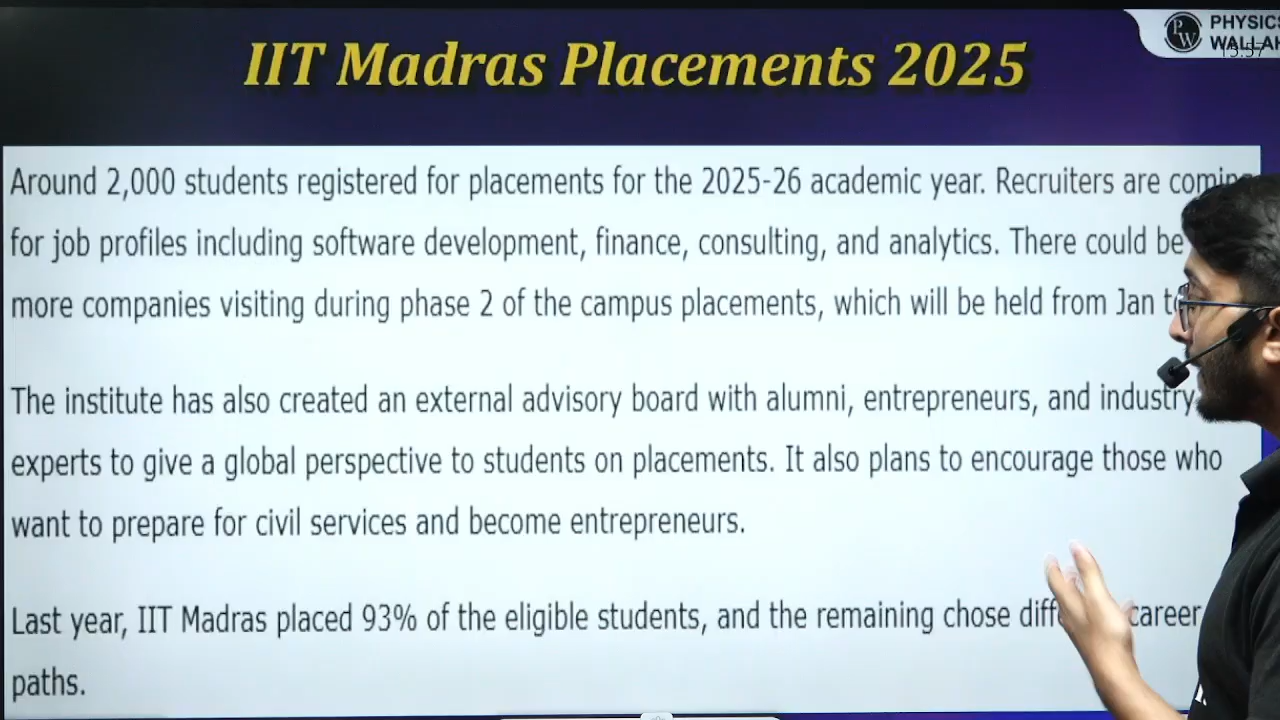 IIT Madras Placements 2025
PHYSICS
WALLAH
Around 2,000 students registered for placements for the 2025-26 academic year. Recruiters are coming
for job profiles including software development, finance, consulting, and analytics. There could be
more companies visiting during phase 2 of the campus placements, which will be held from Jan to
The institute has also created an external advisory board with alumni, entrepreneurs, and industry
experts to give a global perspective to students on placements. It also plans to encourage those who
want to prepare for civil services and become entrepreneurs.
Last year, IIT Madras placed 93% of the eligible students, and the remaining chose career
paths.